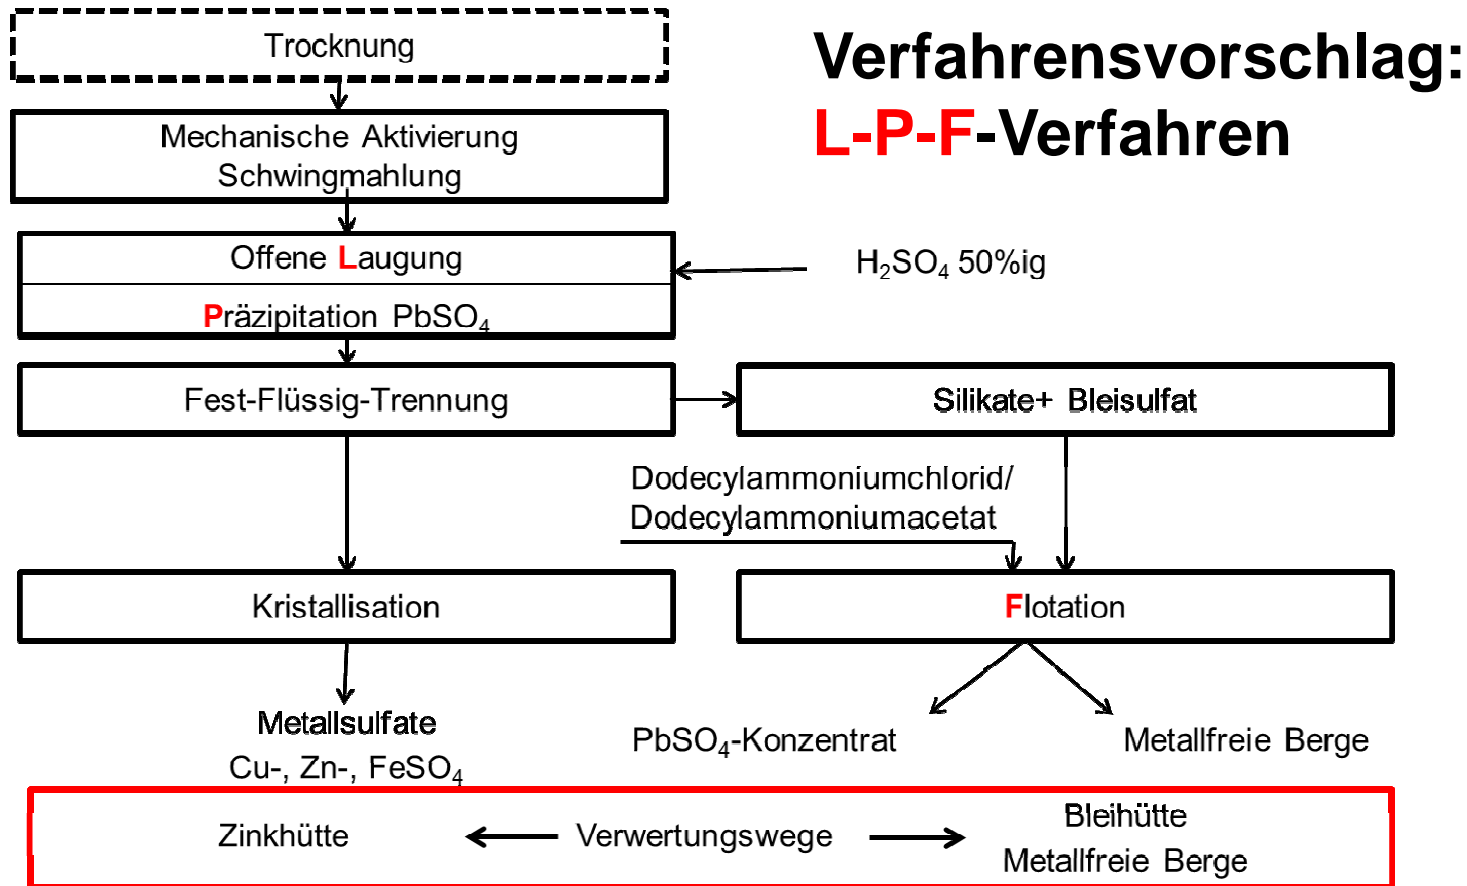 Verfahrensvorschlag:
L-P-F-Verfahren
Trocknung
Mechanische Aktivierung
Schwingmahlung
Offene Laugung
H₂SO₄ 50%ig
Präzipitation PbSO₄
Fest-Flüssig-Trennung
Silikate+ Bleisulfat
Dodecylammoniumchlorid/
Dodecylammoniumacetat
Kristallisation
Flotation
Metallsulfate
Cu-, Zn-, FeSO₄
PbSO₄-Konzentrat
Metallfreie Berge
Zinkhütte
Verwertungswege
Bleihütte
Metallfreie Berge